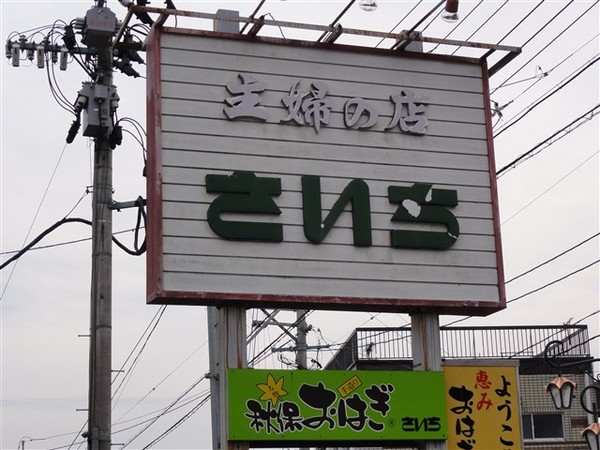 主婦の店
さいち
秋保おはぎ®
さいち
ようこ
恵み
おはぎ